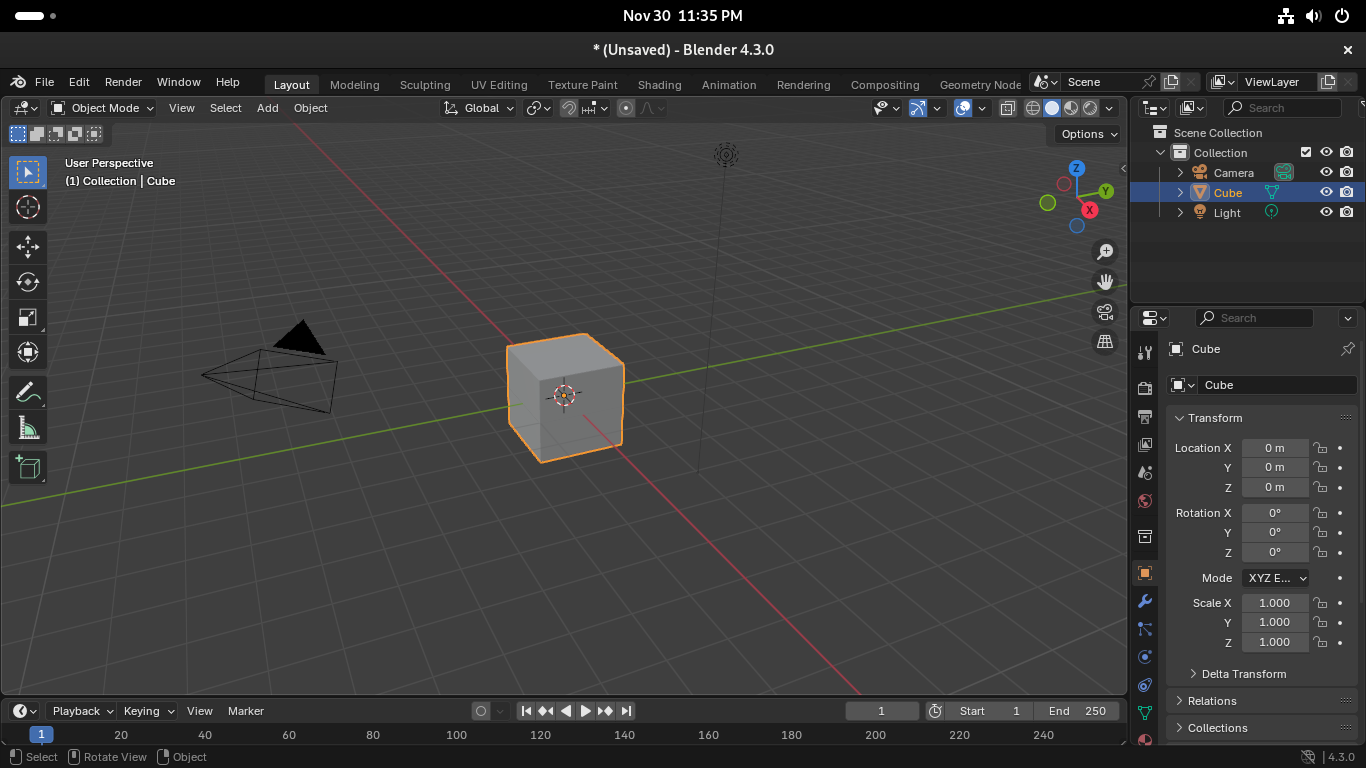 Nov 30 11:35 PM
* (Unsaved) - Blender 4.3.0
File Edit Render Window Help Layout Modeling Sculpting UV Editing Texture Paint Shading Animation Rendering Compositing Geometry Node Scene ViewLayer
Object Mode View Select Add Object Global Search
Options
User Perspective
(1) Collection | Cube
Z
Y
X
Scene Collection
Collection
Camera
Cube
Light
Search
Cube
Cube
Transform
Location X 0 m
Y 0 m
Z 0 m
Rotation X 0°
Y 0°
Z 0°
Mode XYZ E...
Scale X 1.000
Y 1.000
Z 1.000
Delta Transform
Relations
Collections
Playback Keying View Marker 1 Start 1 End 250
1 20 40 60 80 100 120 140 160 180 200 220 240
Select Rotate View Object 4.3.0